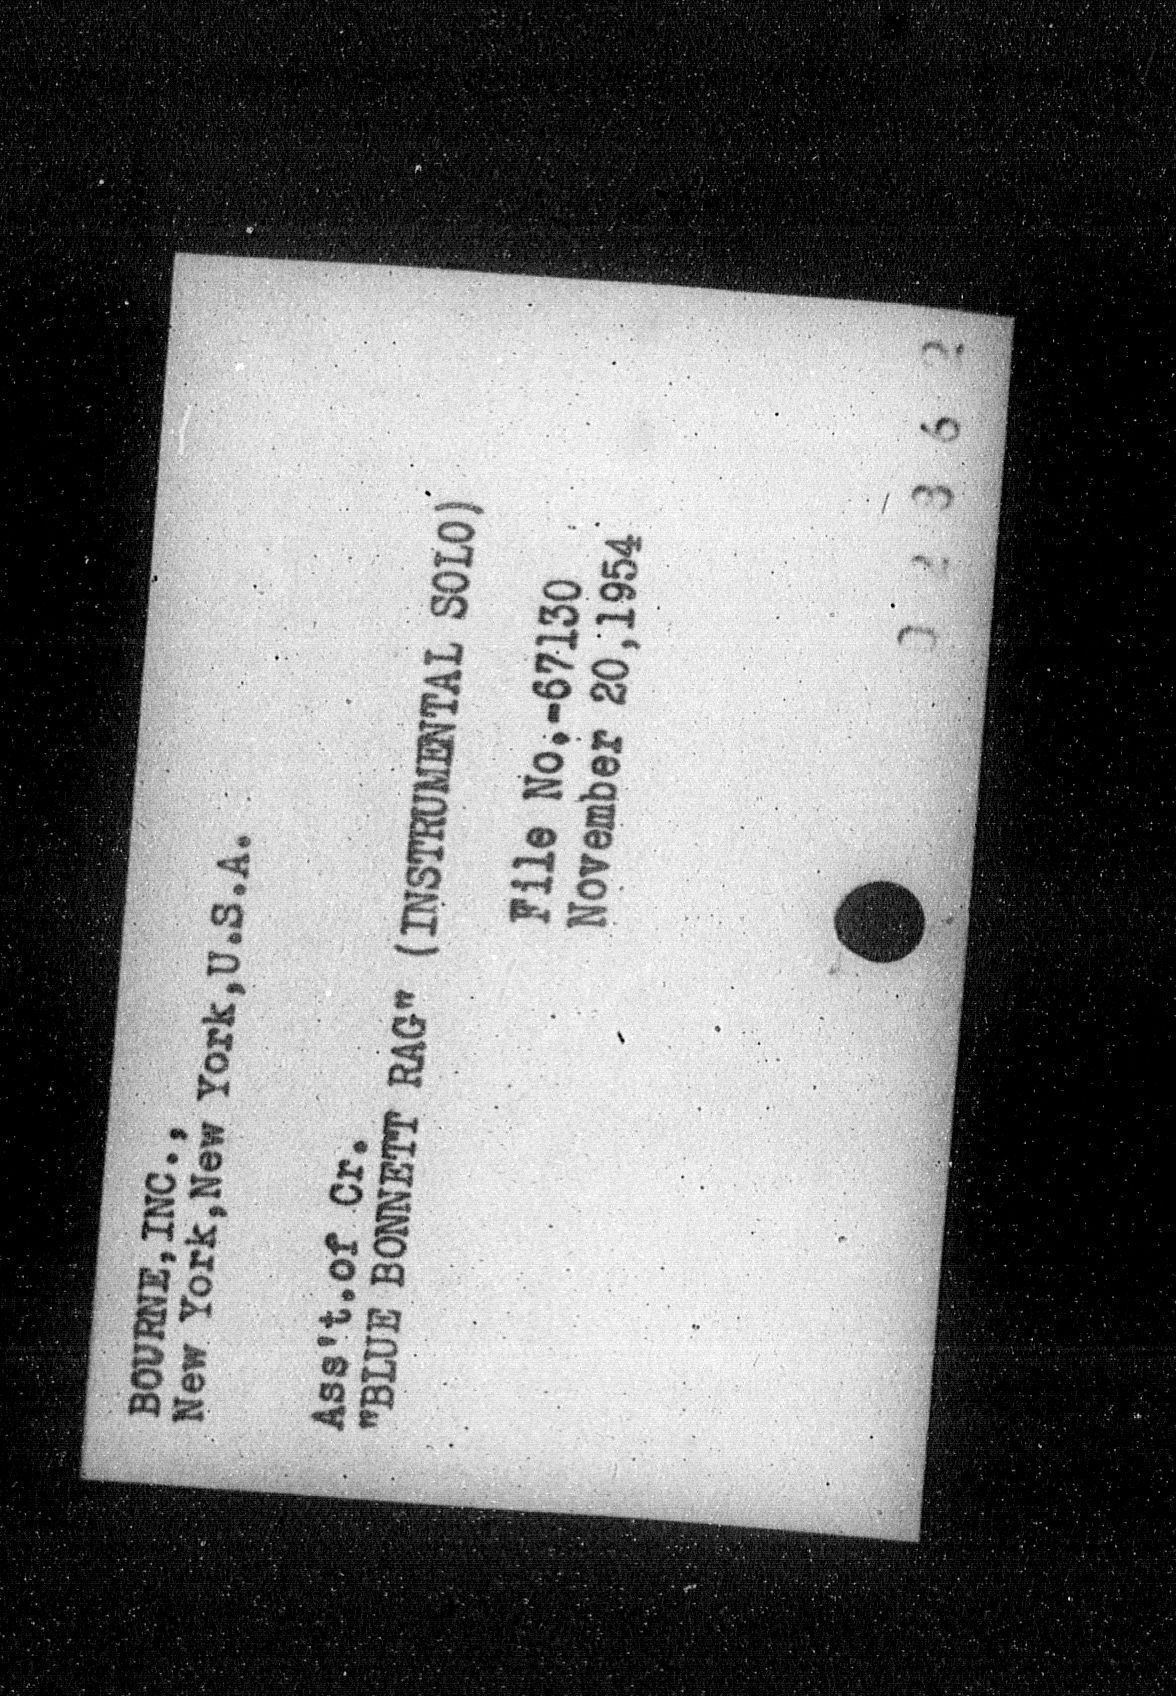 BOURNE,INC.,
New York,New York,U.S.A.
Ass't.of Cr.
"BLUE BONNETT RAG" (INSTRUMENTAL SOLO)
File No.-67130
November 20,1954
02362